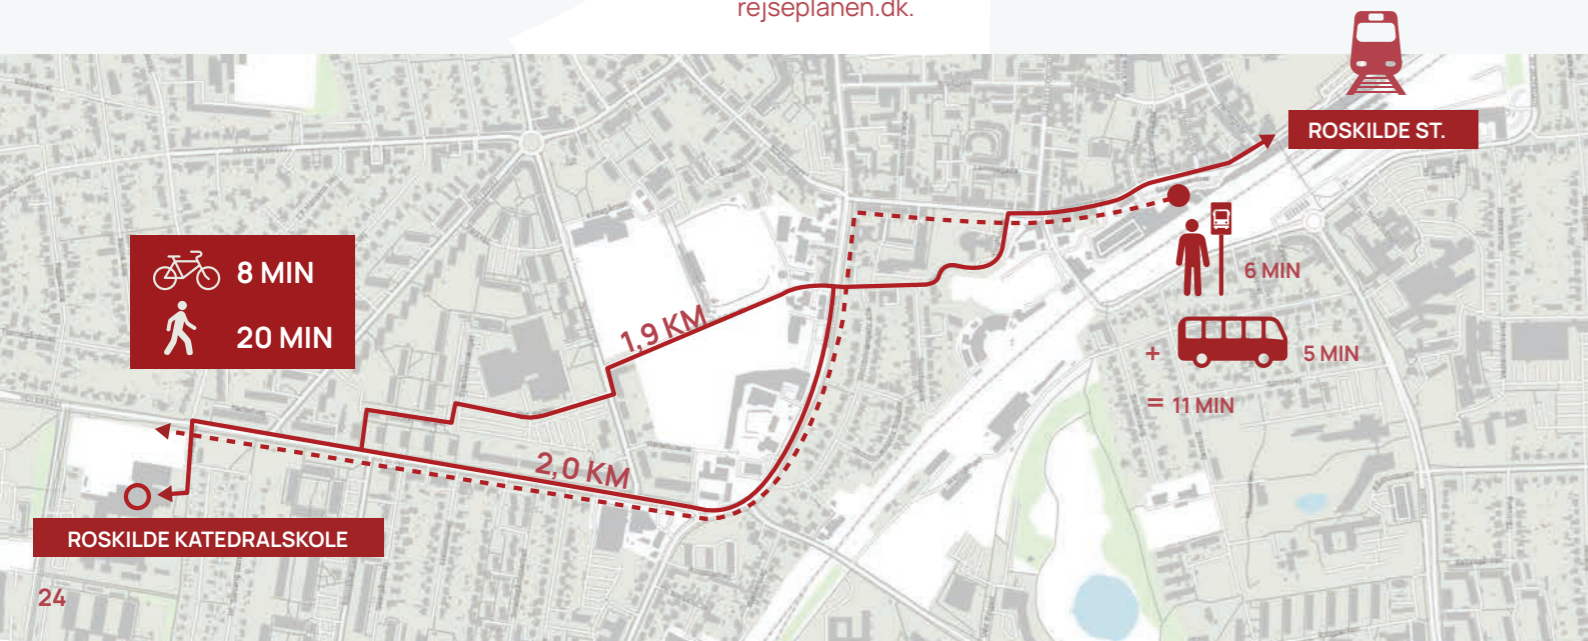 rejseplanen.dk.
ROSKILDE ST.
8 MIN
20 MIN
1,9 KM
6 MIN
+
5 MIN
= 11 MIN
2,0 KM
ROSKILDE KATEDRALSKOLE
24